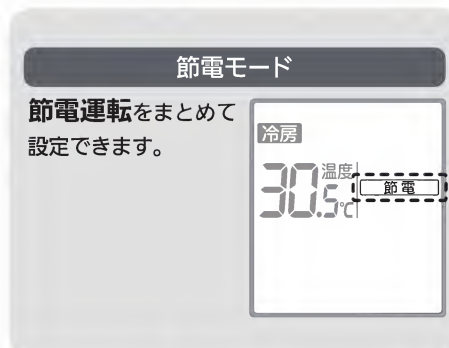 節電モード
節電運転をまとめて
設定できます。
冷房
温度
30.5℃
節電